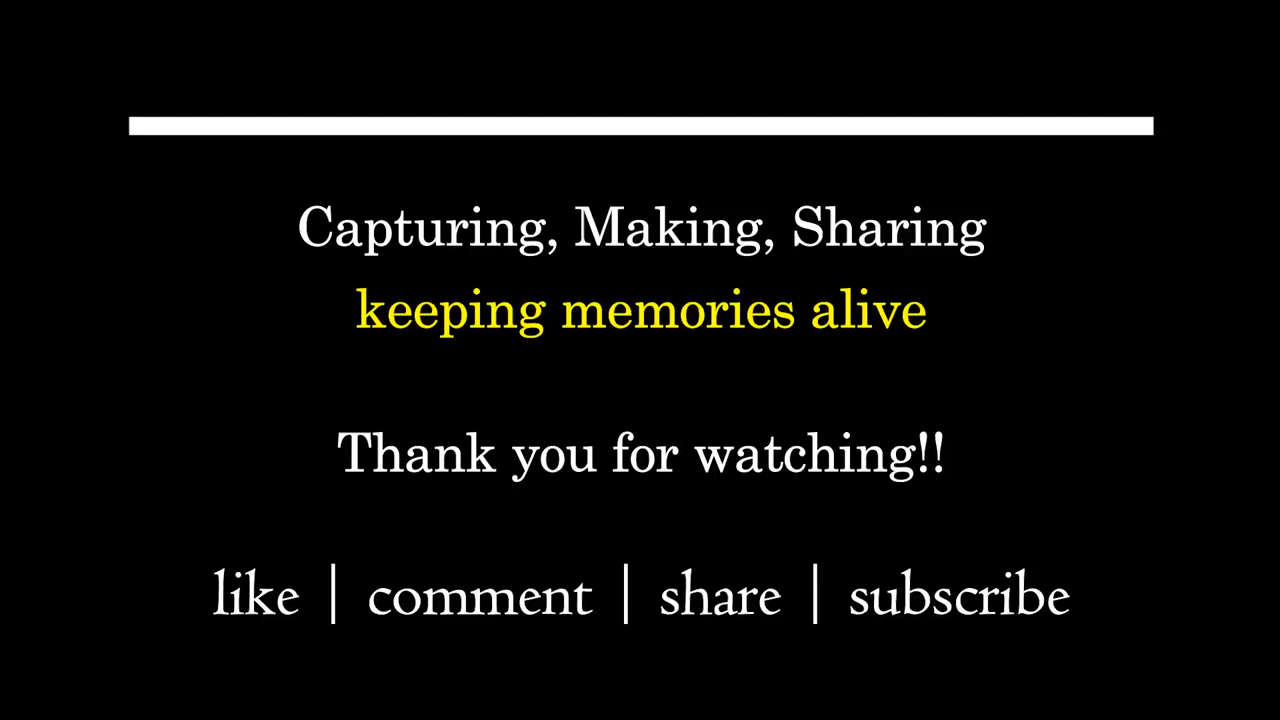 Capturing, Making, Sharing
keeping memories alive
Thank you for watching!!
like | comment | share | subscribe